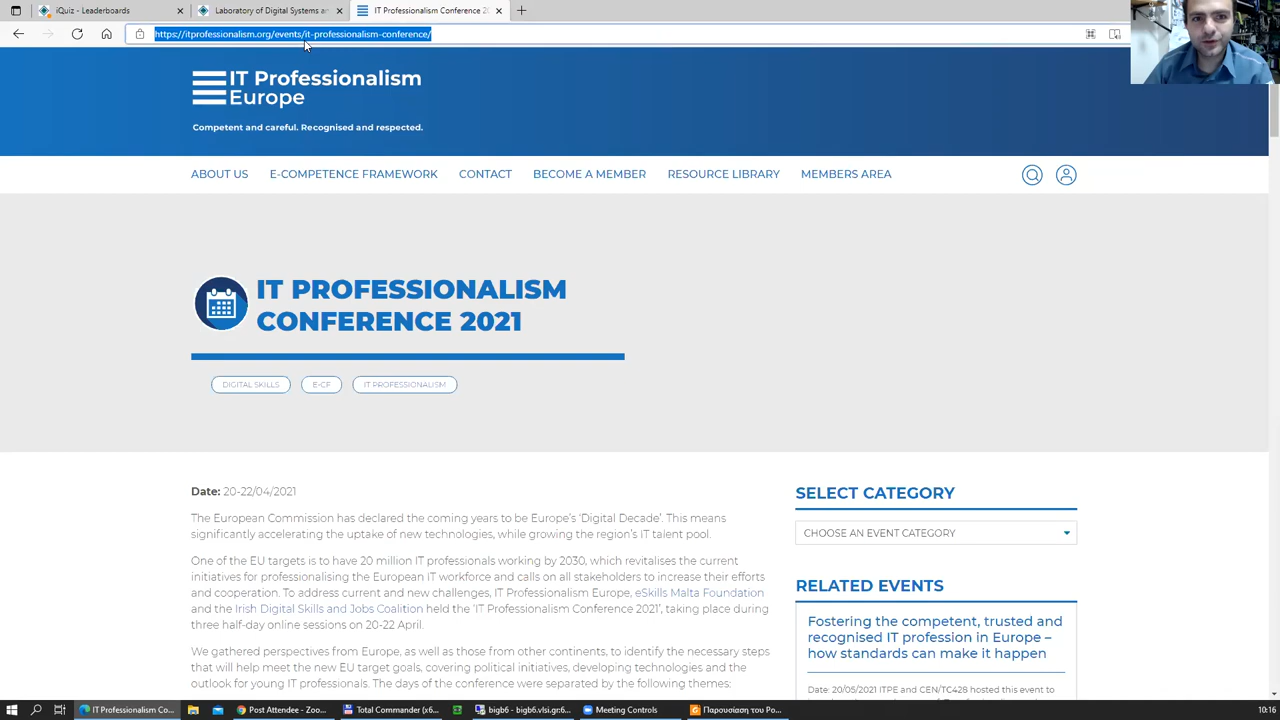 iQuiz - Leaderboards
Laboratory of Digital Systems an
IT Professionalism Conference 20
https://itprofessionalism.org/events/it-professionalism-conference/
IT Professionalism
Europe
Competent and careful. Recognised and respected.
ABOUT US
E-COMPETENCE FRAMEWORK
CONTACT
BECOME A MEMBER
RESOURCE LIBRARY
MEMBERS AREA
IT PROFESSIONALISM
CONFERENCE 2021
DIGITAL SKILLS
E-CF
IT PROFESSIONALISM
Date: 20-22/04/2021
The European Commission has declared the coming years to be Europe's ‘Digital Decade’. This means
significantly accelerating the uptake of new technologies, while growing the region's IT talent pool.
One of the EU targets is to have 20 million IT professionals working by 2030, which revitalises the current
initiatives for professionalising the European IT workforce and calls on all stakeholders to increase their efforts
and cooperation. To address current and new challenges, IT Professionalism Europe, eSkills Malta Foundation
and the Irish Digital Skills and Jobs Coalition held the ‘IT Professionalism Conference 2021’, taking place during
three half-day online sessions on 20-22 April.
We gathered perspectives from Europe, as well as those from other continents, to identify the necessary steps
that will help meet the new EU target goals, covering political initiatives, developing technologies and the
outlook for young IT professionals. The days of the conference were separated by the following themes:
SELECT CATEGORY
CHOOSE AN EVENT CATEGORY
RELATED EVENTS
Fostering the competent, trusted and
recognised IT profession in Europe –
how standards can make it happen
Date: 20/05/2021 ITPE and CEN/TC428 hosted this event to
IT Professionalism Co...
Post Attendee - Zoo...
Total Commander (x6...
bigb6 - bigb6.vlsi.gr:6...
Meeting Controls
Παρουσίαση του Po...
10:16